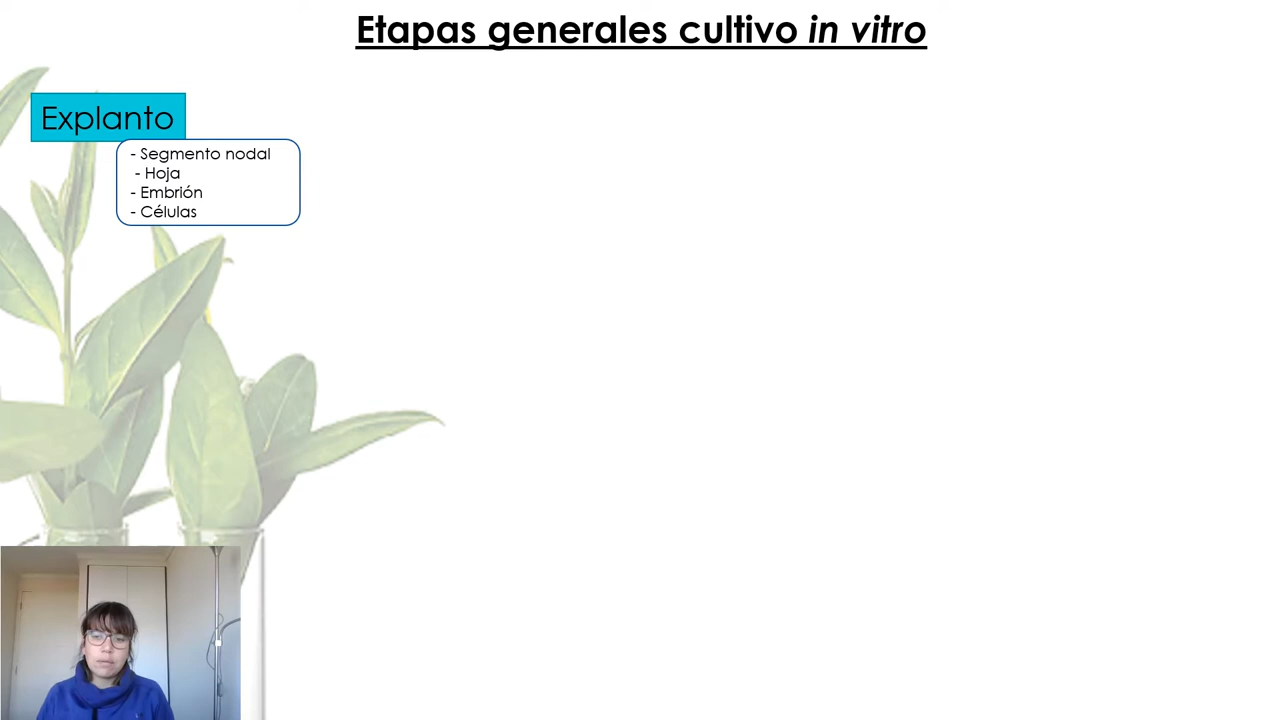 Etapas generales cultivo in vitro
Explanto
- Segmento nodal
- Hoja
- Embrión
- Células